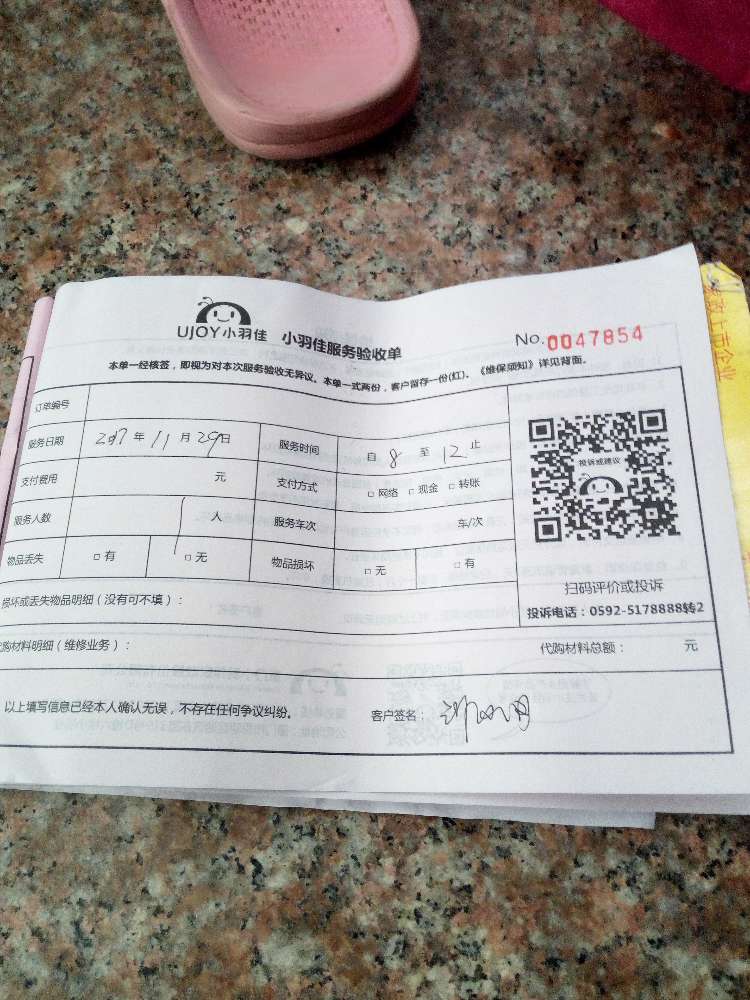 UJOY小羽佳 小羽佳服务验收单 No.0047854
本单一经核签，即视为对本次服务验收无异议。本单一式两份，客户留存一份(红)。《维保须知》详见背面。
订单编号
服务日期 2017年11月29日 服务时间 自8至12止
支付费用 元 支付方式 □网络 □现金 □转账
服务人数 1人 服务车次 车/次
物品丢失 □有 □无 物品损坏 □无 □有
投诉或建议
扫码评价或投诉
投诉电话：0592-5178888转2
损坏或丢失物品明细（没有可不填）：
代购材料明细（维修业务）： 代购材料总额： 元
以上填写信息已经本人确认无误，不存在任何争议纠纷。 客户签名：
上市企业